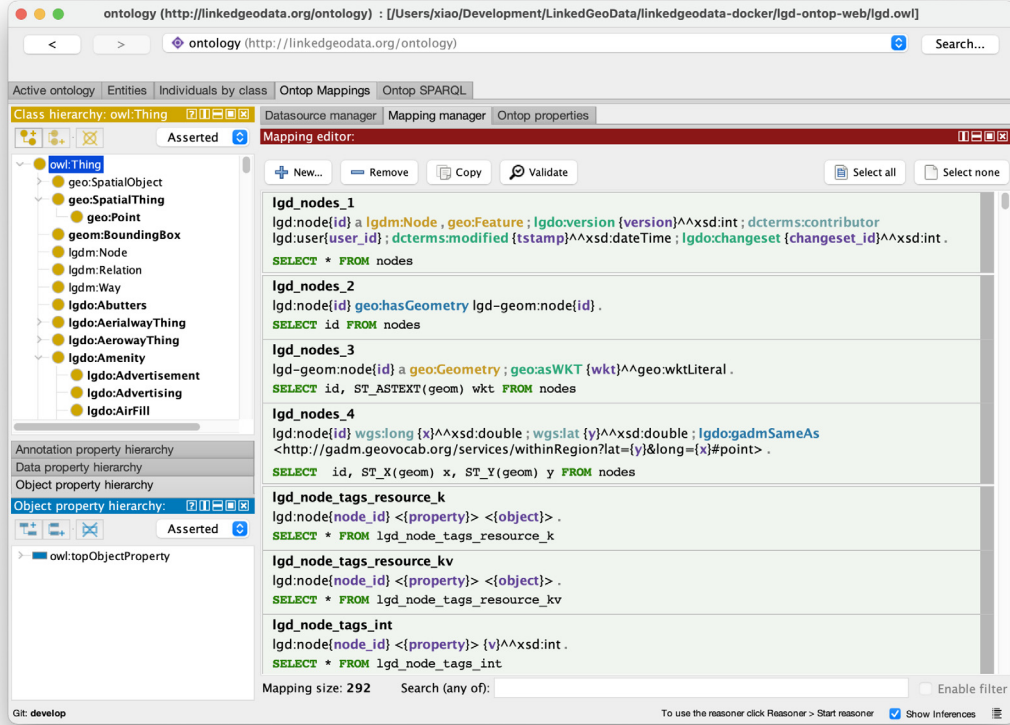 ontology (http://linkedgeodata.org/ontology) : [/Users/xiao/Development/LinkedGeoData/linkedgeodata-docker/lgd-ontop-web/lgd.owl]
< > ontology (http://linkedgeodata.org/ontology) Search...
Active ontology Entities Individuals by class Ontop Mappings Ontop SPARQL
Class hierarchy: owl:Thing
Asserted
owl:Thing
geo:SpatialObject
geo:SpatialThing
geo:Point
geom:BoundingBox
lgdm:Node
lgdm:Relation
lgdm:Way
lgdo:Abutters
lgdo:AerialwayThing
lgdo:AerowayThing
lgdo:Amenity
lgdo:Advertisement
lgdo:Advertising
lgdo:AirFill
Annotation property hierarchy
Data property hierarchy
Object property hierarchy
Object property hierarchy:
Asserted
owl:topObjectProperty
Datasource manager Mapping manager Ontop properties
Mapping editor:
New... Remove Copy Validate Select all Select none
lgd_nodes_1
lgd:node{id} a lgdm:Node , geo:Feature ; lgdo:version {version}^^xsd:int ; dcterms:contributor
lgd:user{user_id} ; dcterms:modified {tstamp}^^xsd:dateTime ; lgdo:changeset {changeset_id}^^xsd:int .
SELECT * FROM nodes
lgd_nodes_2
lgd:node{id} geo:hasGeometry lgd-geom:node{id} .
SELECT id FROM nodes
lgd_nodes_3
lgd-geom:node{id} a geo:Geometry ; geo:asWKT {wkt}^^geo:wktLiteral .
SELECT id, ST_ASTEXT(geom) wkt FROM nodes
lgd_nodes_4
lgd:node{id} wgs:long {x}^^xsd:double ; wgs:lat {y}^^xsd:double ; lgdo:gadmSameAs
<http://gadm.geovocab.org/services/withinRegion?lat={y}&long={x}#point> .
SELECT id, ST_X(geom) x, ST_Y(geom) y FROM nodes
lgd_node_tags_resource_k
lgd:node{node_id} <{property}> <{object}> .
SELECT * FROM lgd_node_tags_resource_k
lgd_node_tags_resource_kv
lgd:node{node_id} <{property}> <{object}> .
SELECT * FROM lgd_node_tags_resource_kv
lgd_node_tags_int
lgd:node{node_id} <{property}> {v}^^xsd:int .
SELECT * FROM lgd_node_tags_int
Mapping size: 292 Search (any of): Enable filter
Git: develop To use the reasoner click Reasoner > Start reasoner Show Inferences